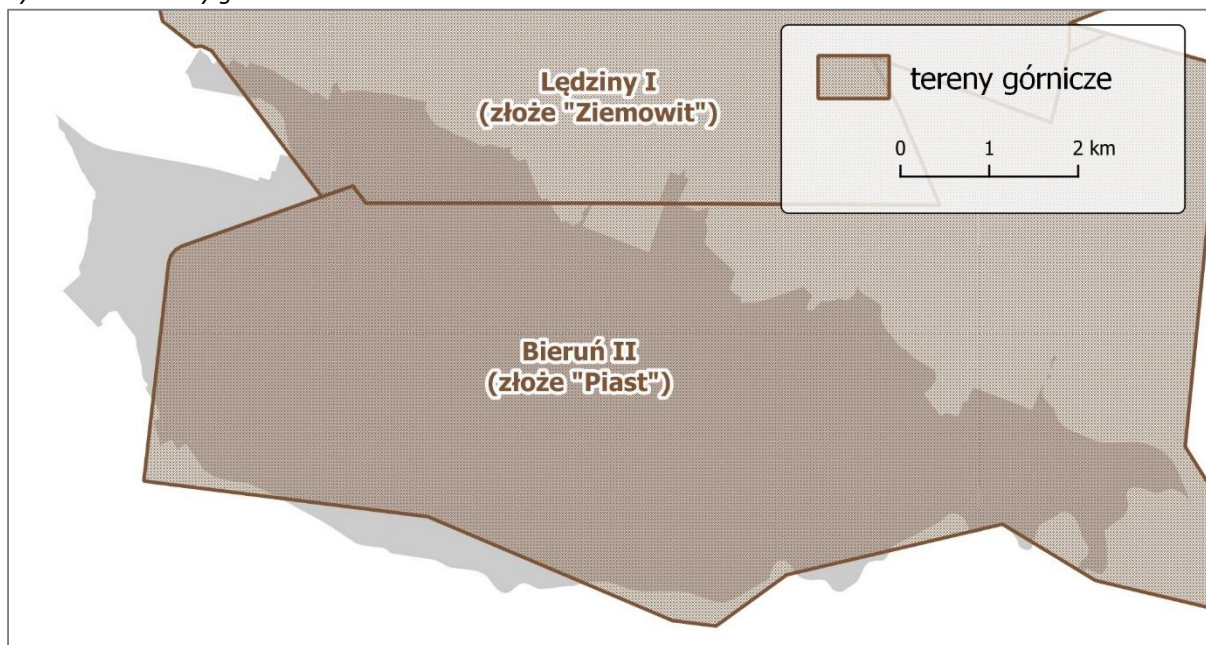 Lędziny I
(złoże "Ziemowit")
tereny górnicze
0 1 2 km
Bieruń II
(złoże "Piast")